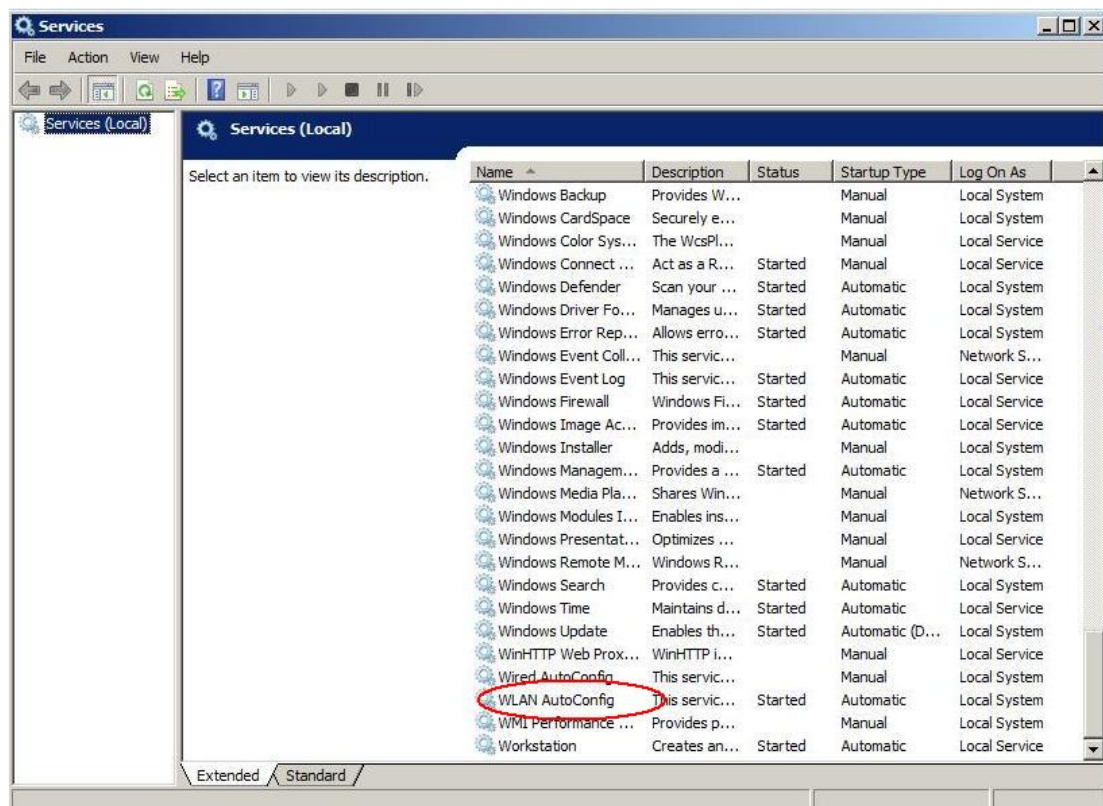 Services
File Action View Help
Services (Local)
Services (Local)
Select an item to view its description.
Name Description Status Startup Type Log On As
Windows Backup Provides W... Manual Local System
Windows CardSpace Securely e... Manual Local System
Windows Color Sys... The WcsPl... Manual Local Service
Windows Connect ... Act as a R... Started Manual Local Service
Windows Defender Scan your ... Started Automatic Local System
Windows Driver Fo... Manages u... Started Automatic Local System
Windows Error Rep... Allows erro... Started Automatic Local System
Windows Event Coll... This servic... Manual Network S...
Windows Event Log This servic... Started Automatic Local Service
Windows Firewall Windows Fi... Started Automatic Local Service
Windows Image Ac... Provides im... Started Automatic Local Service
Windows Installer Adds, modi... Manual Local System
Windows Managem... Provides a ... Started Automatic Local System
Windows Media Pla... Shares Win... Manual Network S...
Windows Modules I... Enables ins... Manual Local System
Windows Presentat... Optimizes ... Manual Local Service
Windows Remote M... Windows R... Manual Network S...
Windows Search Provides c... Started Automatic Local System
Windows Time Maintains d... Started Automatic Local Service
Windows Update Enables th... Started Automatic (D... Local System
WinHTTP Web Prox... WinHTTP i... Manual Local Service
Wired AutoConfig This servic... Manual Local System
WLAN AutoConfig This servic... Started Automatic Local System
WMI Performance ... Provides p... Manual Local System
Workstation Creates an... Started Automatic Local Service
Extended Standard